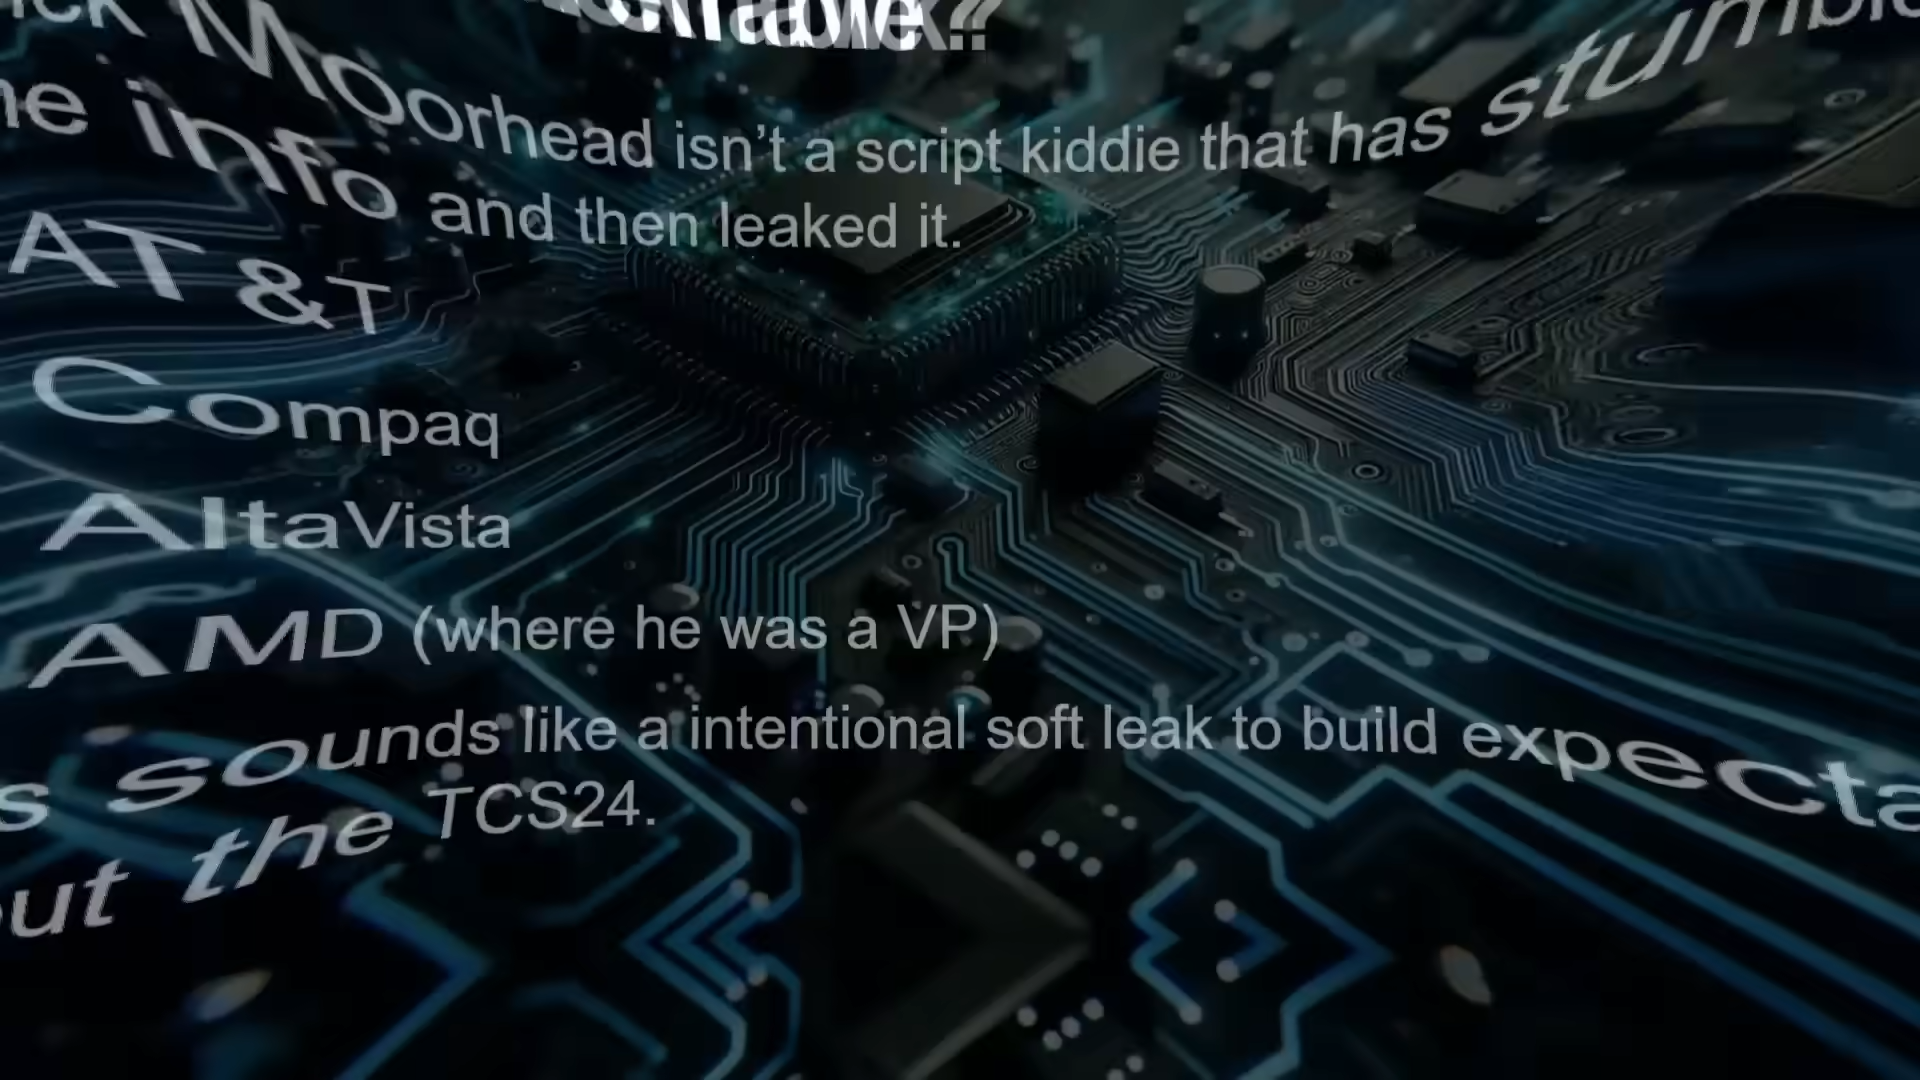 Moorhead isn't a script kiddie that has
info and then leaked it.
AT &T
Compaq
AltaVista
AMD (where he was a VP)
sounds like a intentional soft leak to build
the TCS24.